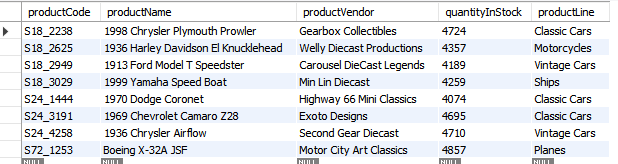 productCode productName productVendor quantityInStock productLine
S18_2238 1998 Chrysler Plymouth Prowler Gearbox Collectibles 4724 Classic Cars
S18_2625 1936 Harley Davidson El Knucklehead Welly Diecast Productions 4357 Motorcycles
S18_2949 1913 Ford Model T Speedster Carousel DieCast Legends 4189 Vintage Cars
S18_3029 1999 Yamaha Speed Boat Min Lin Diecast 4259 Ships
S24_1444 1970 Dodge Coronet Highway 66 Mini Classics 4074 Classic Cars
S24_3191 1969 Chevrolet Camaro Z28 Exoto Designs 4695 Classic Cars
S24_4258 1936 Chrysler Airflow Second Gear Diecast 4710 Vintage Cars
S72_1253 Boeing X-32A JSF Motor City Art Classics 4857 Planes
NULL NULL NULL NULL NULL